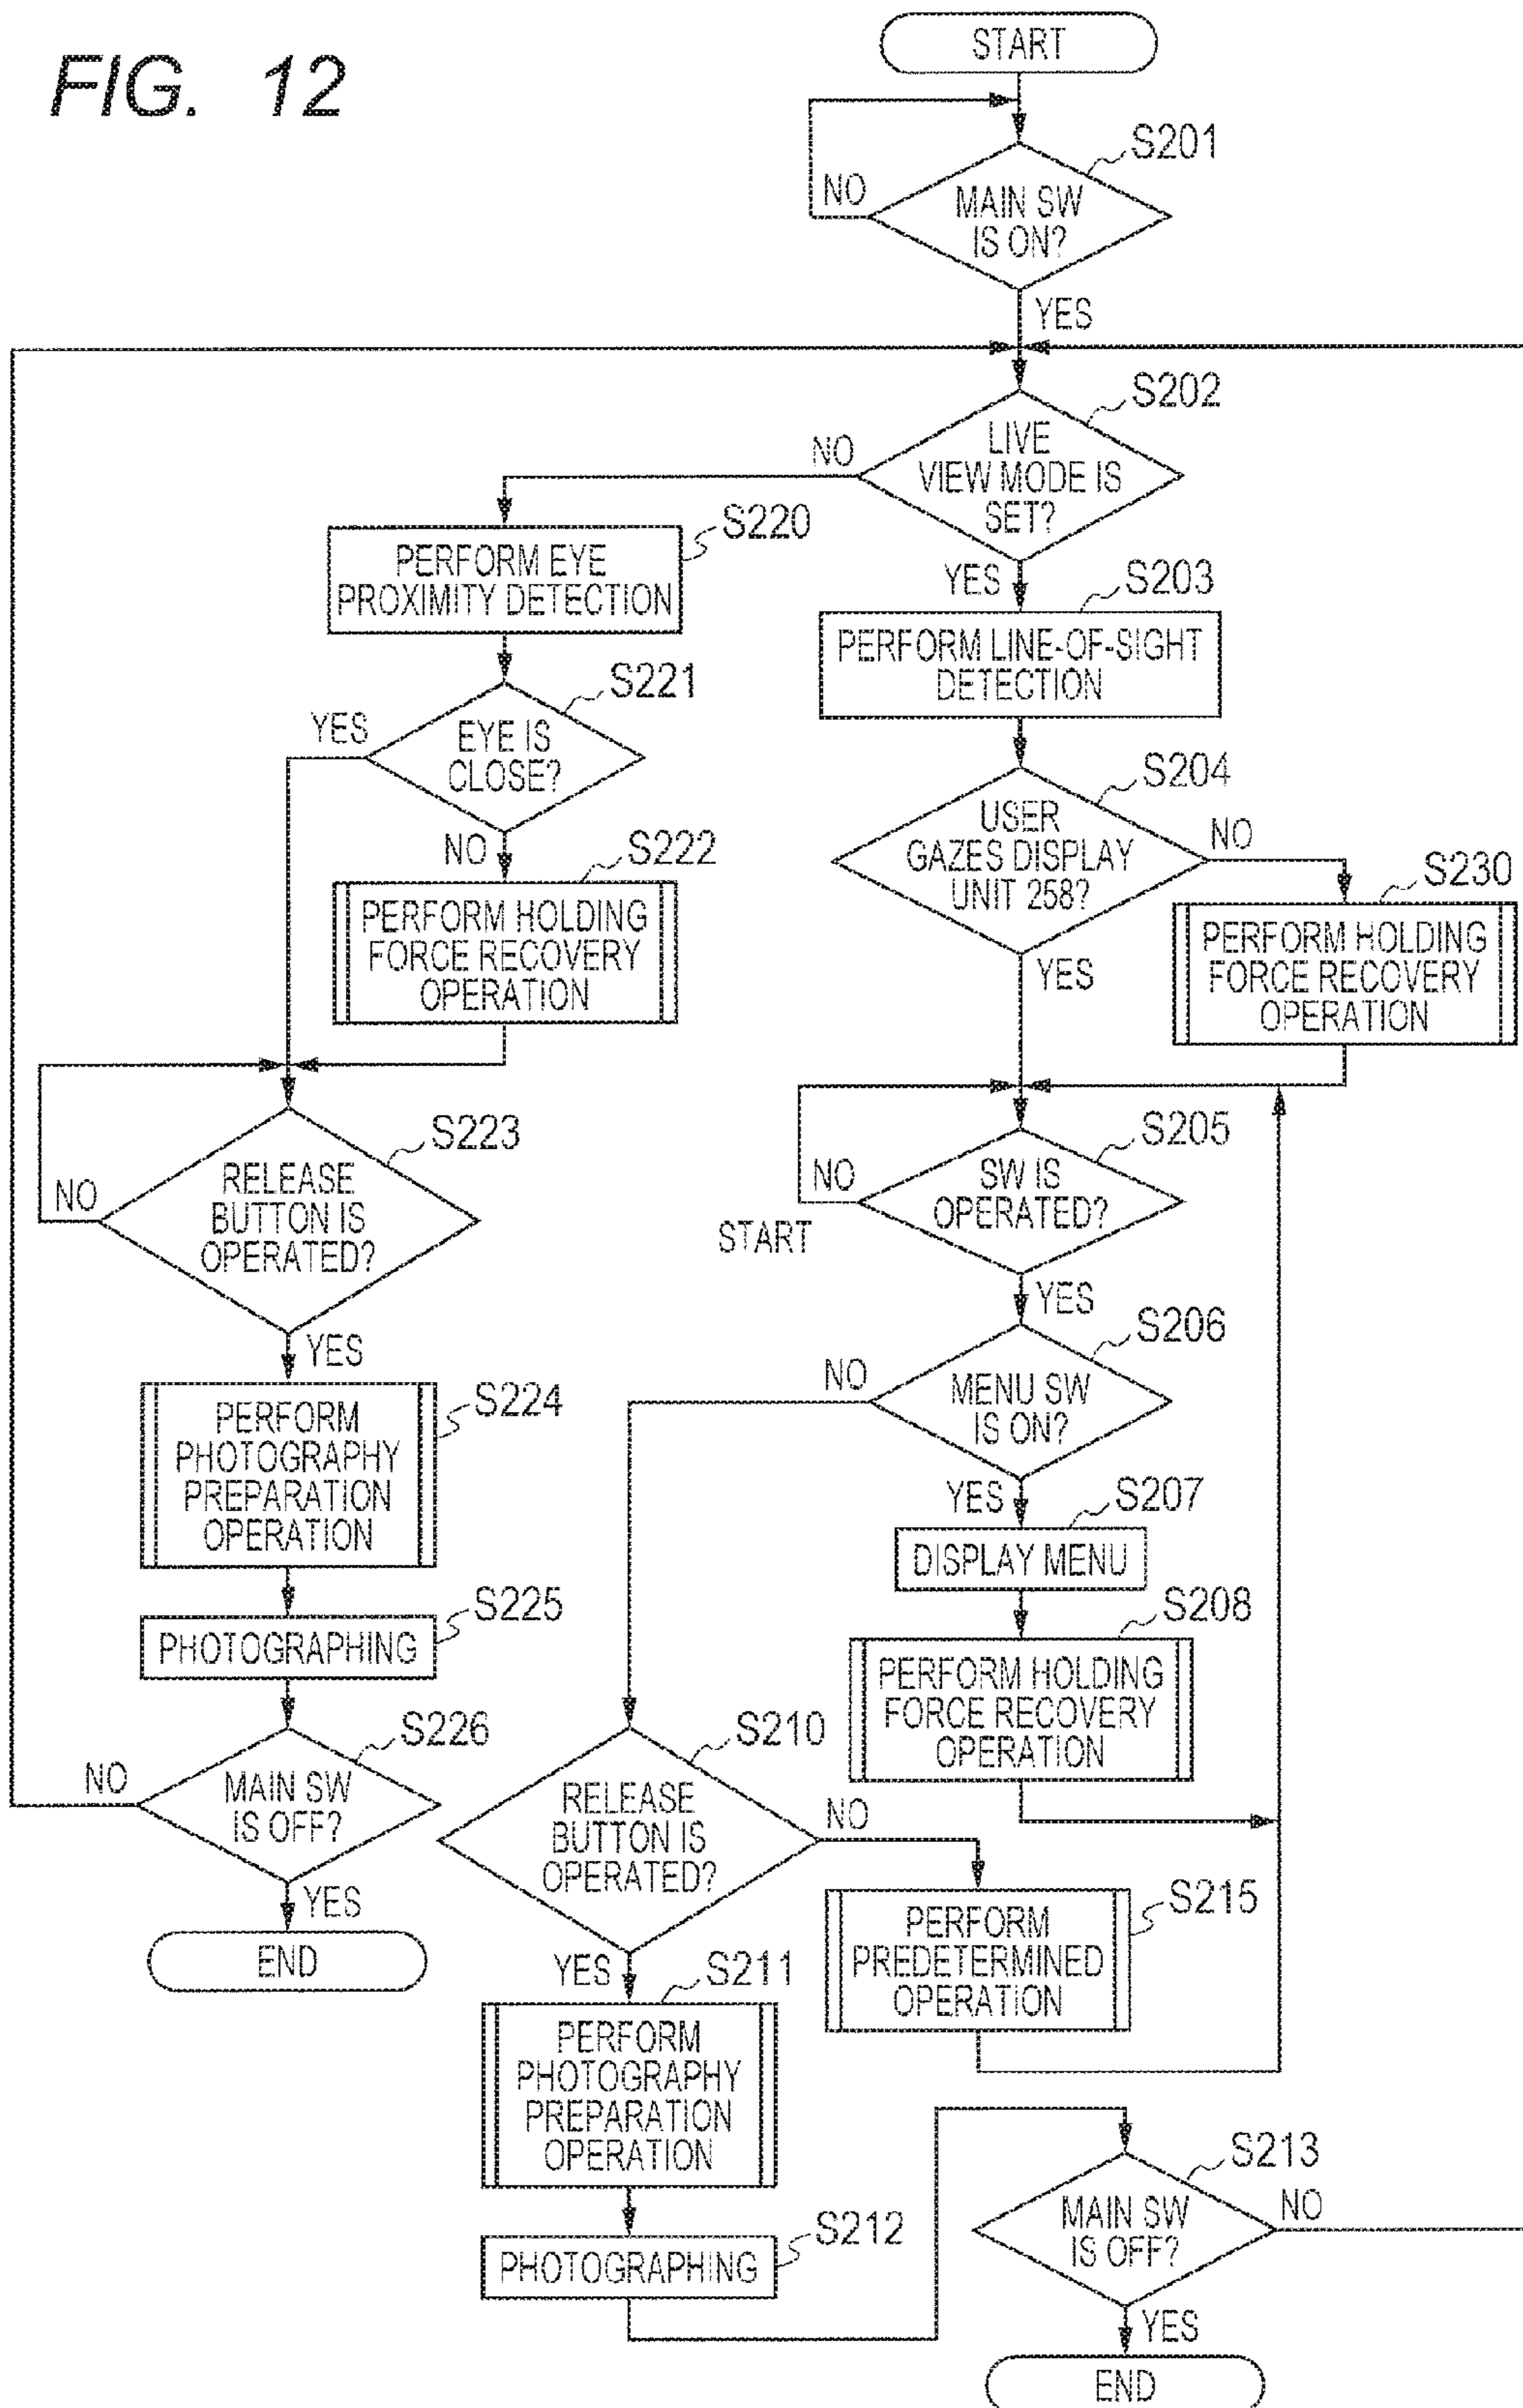 FIG. 12
START
S201
NO
MAIN SW
IS ON?
YES
S202
NO
LIVE
VIEW MODE IS
SET?
YES
S220
PERFORM EYE
PROXIMITY DETECTION
S203
PERFORM LINE-OF-SIGHT
DETECTION
S221
YES
EYE IS
CLOSE?
NO
S204
USER
GAZES DISPLAY
UNIT 258?
NO
YES
S222
PERFORM HOLDING
FORCE RECOVERY
OPERATION
S230
PERFORM HOLDING
FORCE RECOVERY
OPERATION
S223
NO
RELEASE
BUTTON IS
OPERATED?
YES
S205
NO
SW IS
OPERATED?
START
YES
S206
NO
MENU SW
IS ON?
YES
S224
PERFORM
PHOTOGRAPHY
PREPARATION
OPERATION
S207
DISPLAY MENU
S225
PHOTOGRAPHING
S208
PERFORM HOLDING
FORCE RECOVERY
OPERATION
S226
NO
MAIN SW
IS OFF?
YES
END
S210
RELEASE
BUTTON IS
OPERATED?
NO
YES
S215
PERFORM
PREDETERMINED
OPERATION
S211
PERFORM
PHOTOGRAPHY
PREPARATION
OPERATION
S212
PHOTOGRAPHING
S213
MAIN SW
IS OFF?
NO
YES
END